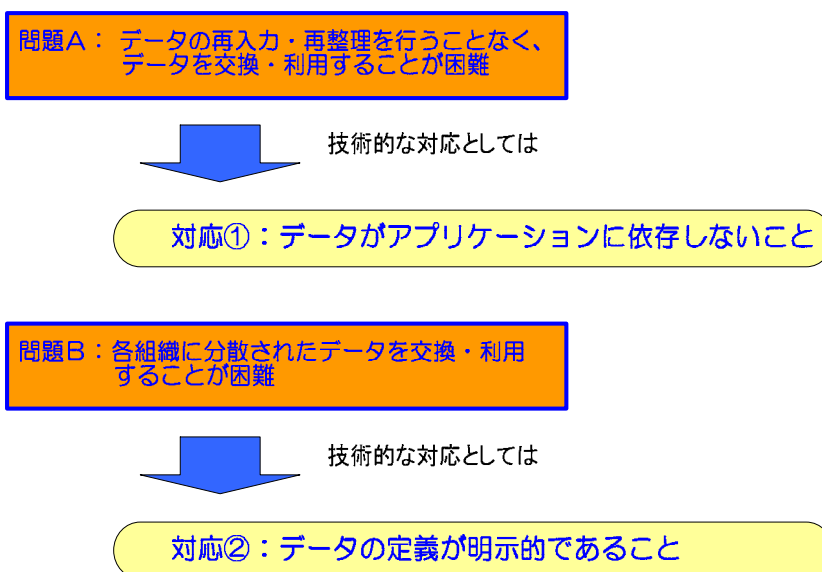 問題A： データの再入力・再整理を行うことなく、
データを交換・利用することが困難
技術的な対応としては
対応①：データがアプリケーションに依存しないこと
問題B：各組織に分散されたデータを交換・利用
することが困難
技術的な対応としては
対応②：データの定義が明示的であること